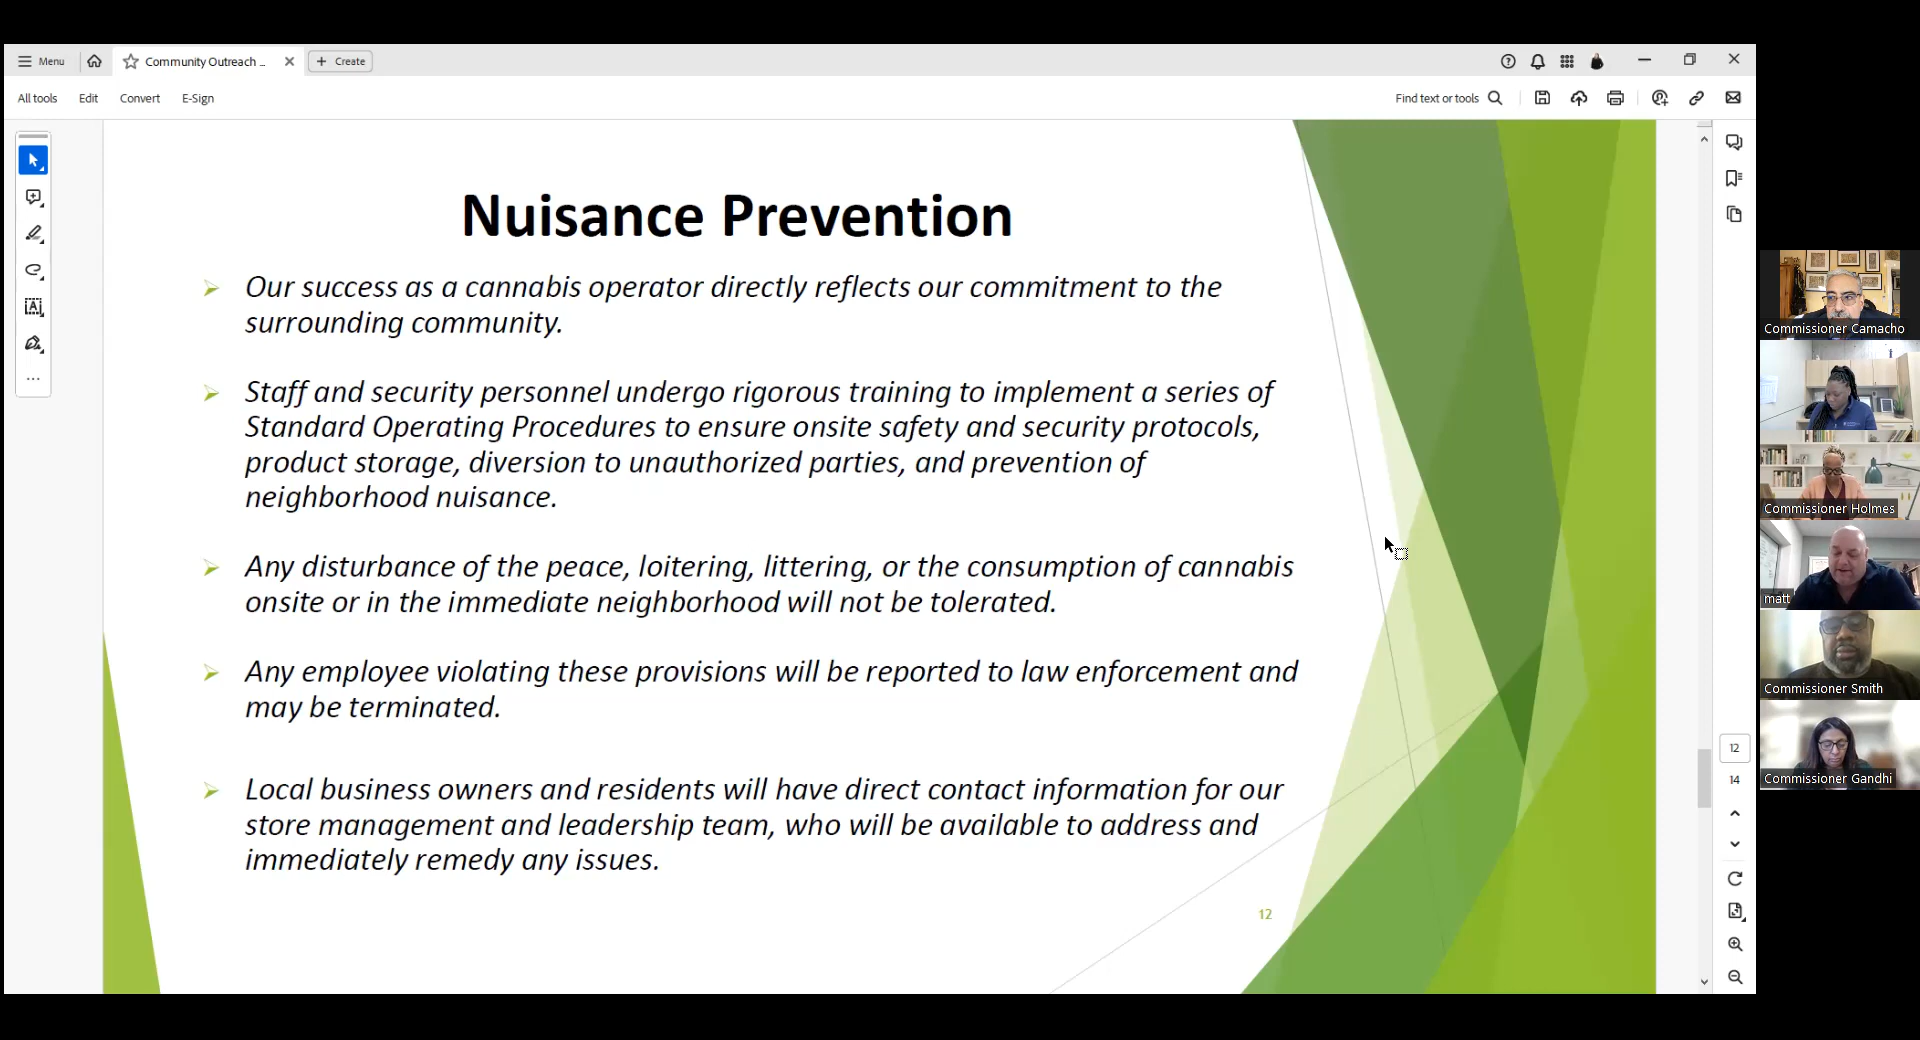 Menu
Community Outreach ...
Create
All tools
Edit
Convert
E-Sign
Find text or tools
Nuisance Prevention
Our success as a cannabis operator directly reflects our commitment to the
surrounding community.
Staff and security personnel undergo rigorous training to implement a series of
Standard Operating Procedures to ensure onsite safety and security protocols,
product storage, diversion to unauthorized parties, and prevention of
neighborhood nuisance.
Any disturbance of the peace, loitering, littering, or the consumption of cannabis
onsite or in the immediate neighborhood will not be tolerated.
Any employee violating these provisions will be reported to law enforcement and
may be terminated.
Local business owners and residents will have direct contact information for our
store management and leadership team, who will be available to address and
immediately remedy any issues.
12
12
14
Commissioner Camacho
Commissioner Holmes
matt
Commissioner Smith
Commissioner Gandhi